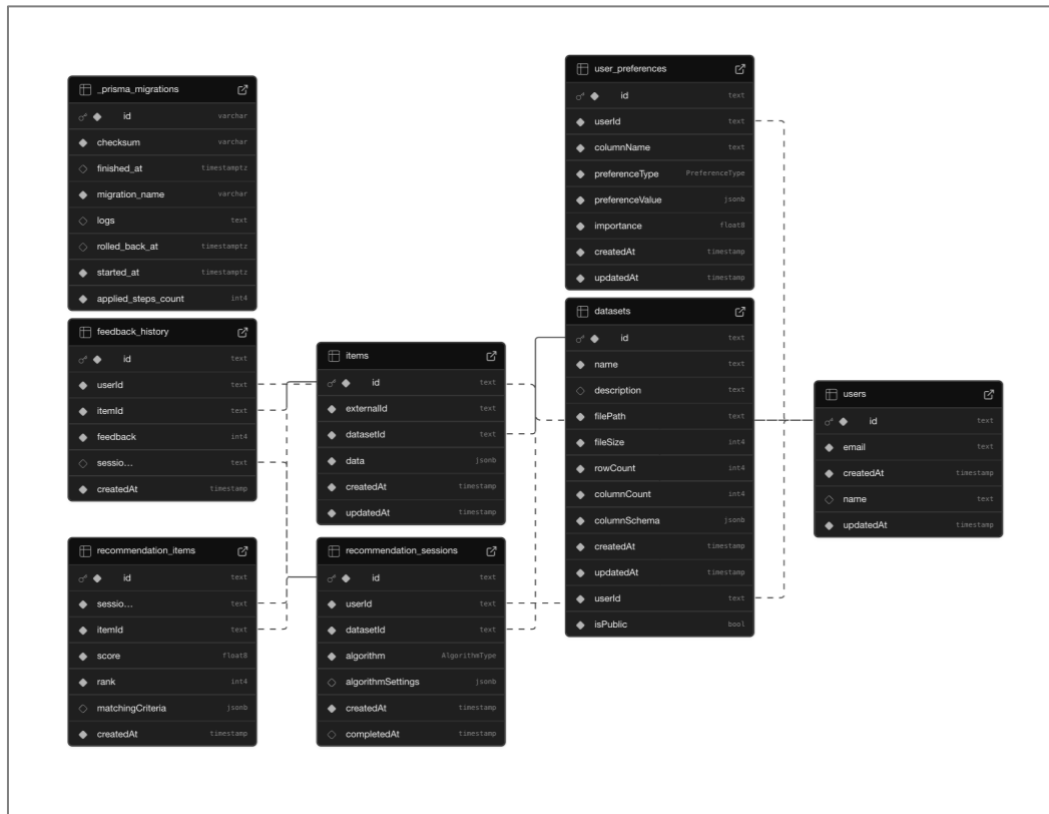 _prisma_migrations
id varchar
checksum varchar
finished_at timestamptz
migration_name varchar
logs text
rolled_back_at timestamptz
started_at timestamptz
applied_steps_count int4
feedback_history
id text
userId text
itemId text
feedback int4
sessio... text
createdAt timestamp
recommendation_items
id text
sessio... text
itemId text
score float8
rank int4
matchingCriteria jsonb
createdAt timestamp
items
id text
externalId text
datasetId text
data jsonb
createdAt timestamp
updatedAt timestamp
recommendation_sessions
id text
userId text
datasetId text
algorithm AlgorithmType
algorithmSettings jsonb
createdAt timestamp
completedAt timestamp
user_preferences
id text
userId text
columnName text
preferenceType PreferenceType
preferenceValue jsonb
importance float8
createdAt timestamp
updatedAt timestamp
datasets
id text
name text
description text
filePath text
fileSize int4
rowCount int4
columnCount int4
columnSchema jsonb
createdAt timestamp
updatedAt timestamp
userId text
isPublic bool
users
id text
email text
createdAt timestamp
name text
updatedAt timestamp